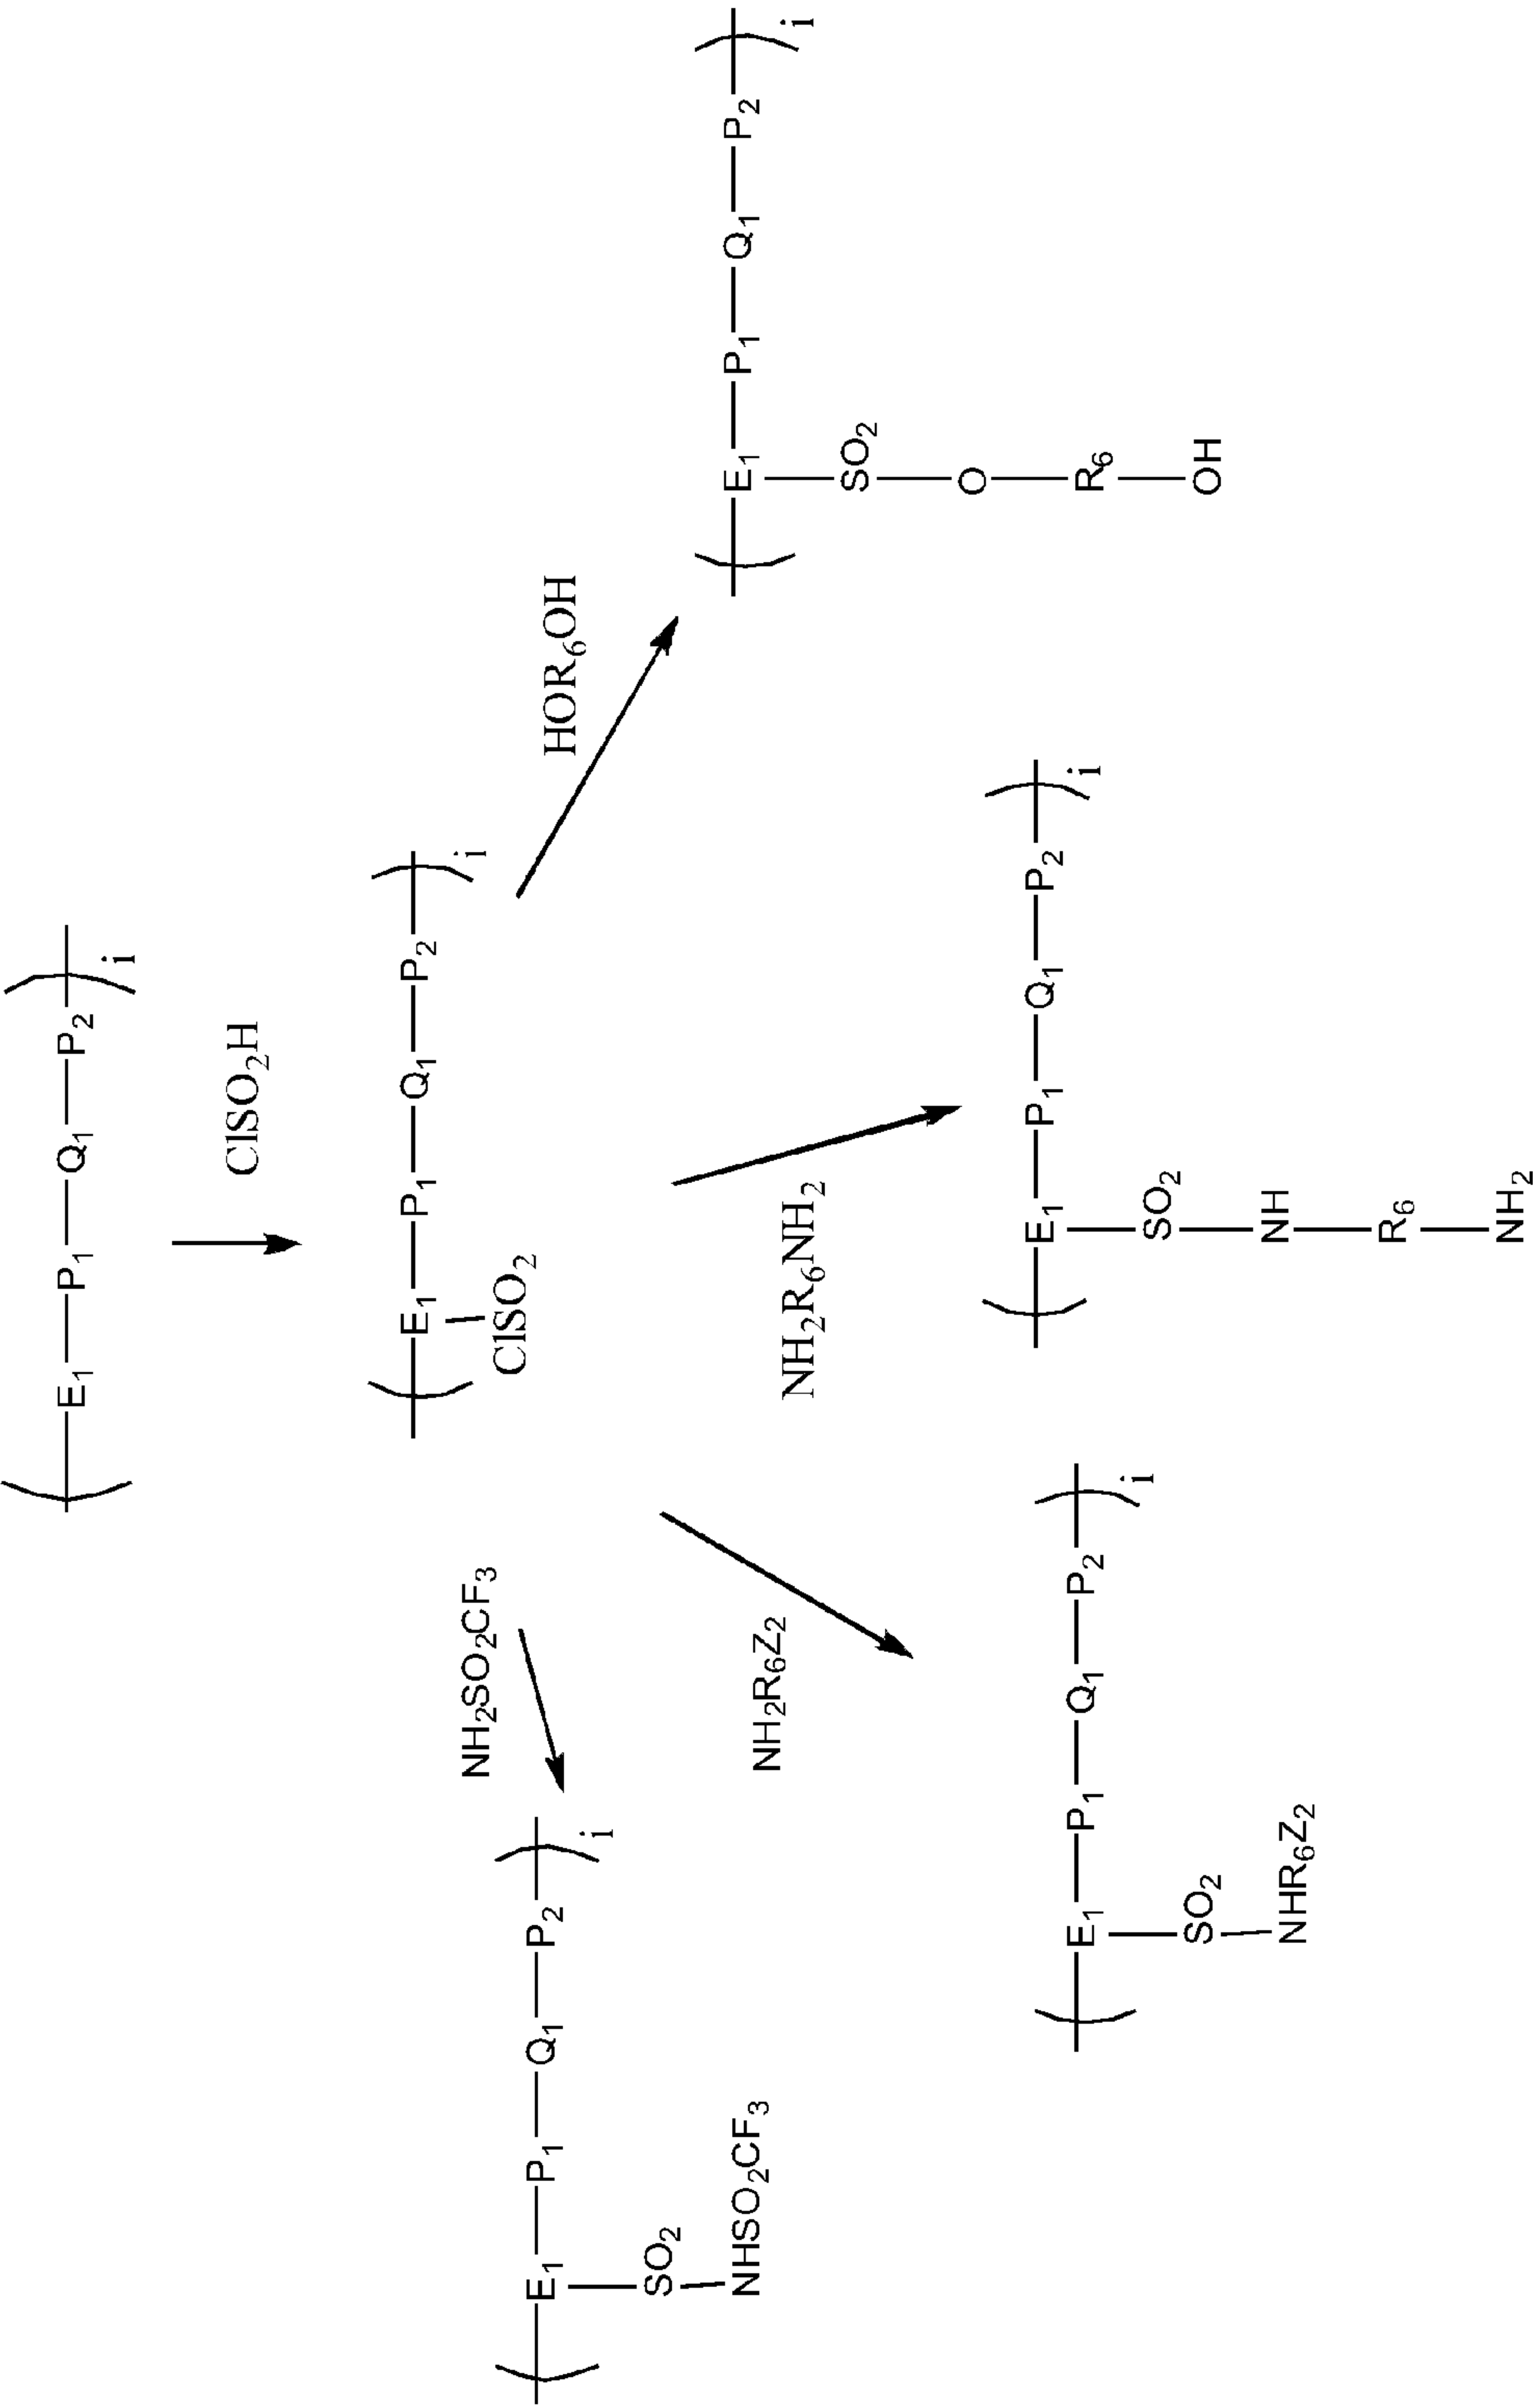 E₁—P₁—Q₁—P₂ i
ClSO₂H
E₁—P₁—Q₁—P₂ i
ClSO₂
NH₂SO₂CF₃
NH₂R₆Z₂
NH₂R₆NH₂
HOR₆OH
E₁—P₁—Q₁—P₂ i
SO₂
NHSO₂CF₃
E₁—P₁—Q₁—P₂ i
SO₂
NHR₆Z₂
E₁—P₁—Q₁—P₂ i
SO₂
NH
R₆
NH₂
E₁—P₁—Q₁—P₂ i
SO₂
O
R₆
OH